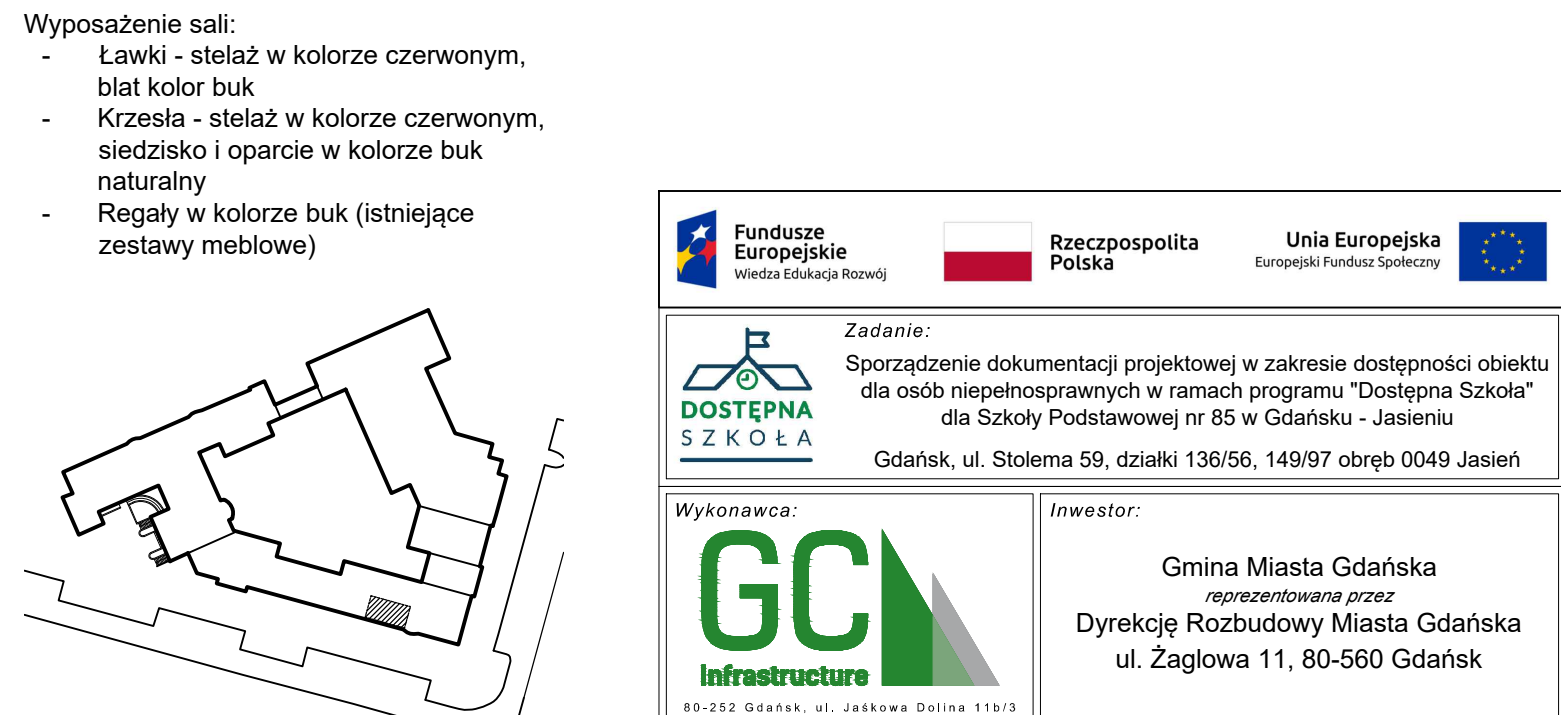 Wyposażenie sali:
- Ławki - stelaż w kolorze czerwonym,
blat kolor buk
- Krzesła - stelaż w kolorze czerwonym,
siedzisko i oparcie w kolorze buk
naturalny
- Regały w kolorze buk (istniejące
zestawy meblowe)
Fundusze
Europejskie
Wiedza Edukacja Rozwój
Rzeczpospolita
Polska
Unia Europejska
Europejski Fundusz Społeczny
DOSTĘPNA
SZKOŁA
Zadanie:
Sporządzenie dokumentacji projektowej w zakresie dostępności obiektu
dla osób niepełnosprawnych w ramach programu "Dostępna Szkoła"
dla Szkoły Podstawowej nr 85 w Gdańsku - Jasieniu
Gdańsk, ul. Stolema 59, działki 136/56, 149/97 obręb 0049 Jasień
Wykonawca:
GC
infrastructure
80-252 Gdańsk, ul. Jaśkowa Dolina 11b/3
Inwestor:
Gmina Miasta Gdańska
reprezentowana przez
Dyrekcję Rozbudowy Miasta Gdańska
ul. Żaglowa 11, 80-560 Gdańsk